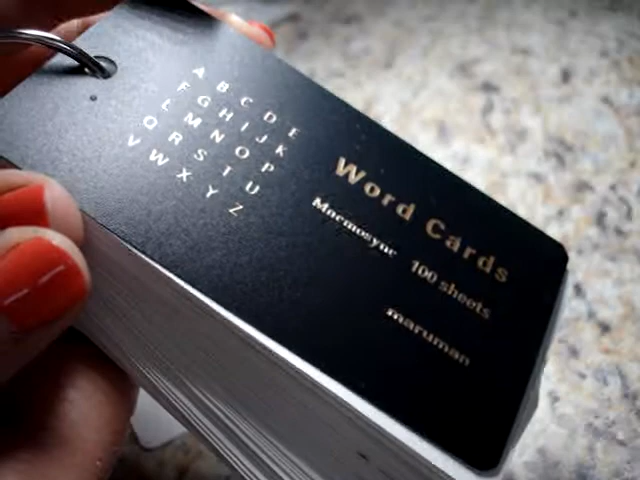 A B C D E
F G H I J K
L M N O P
Q R S T U
V W X Y Z
Word Cards
Mnemosyne 100 sheets
maruman